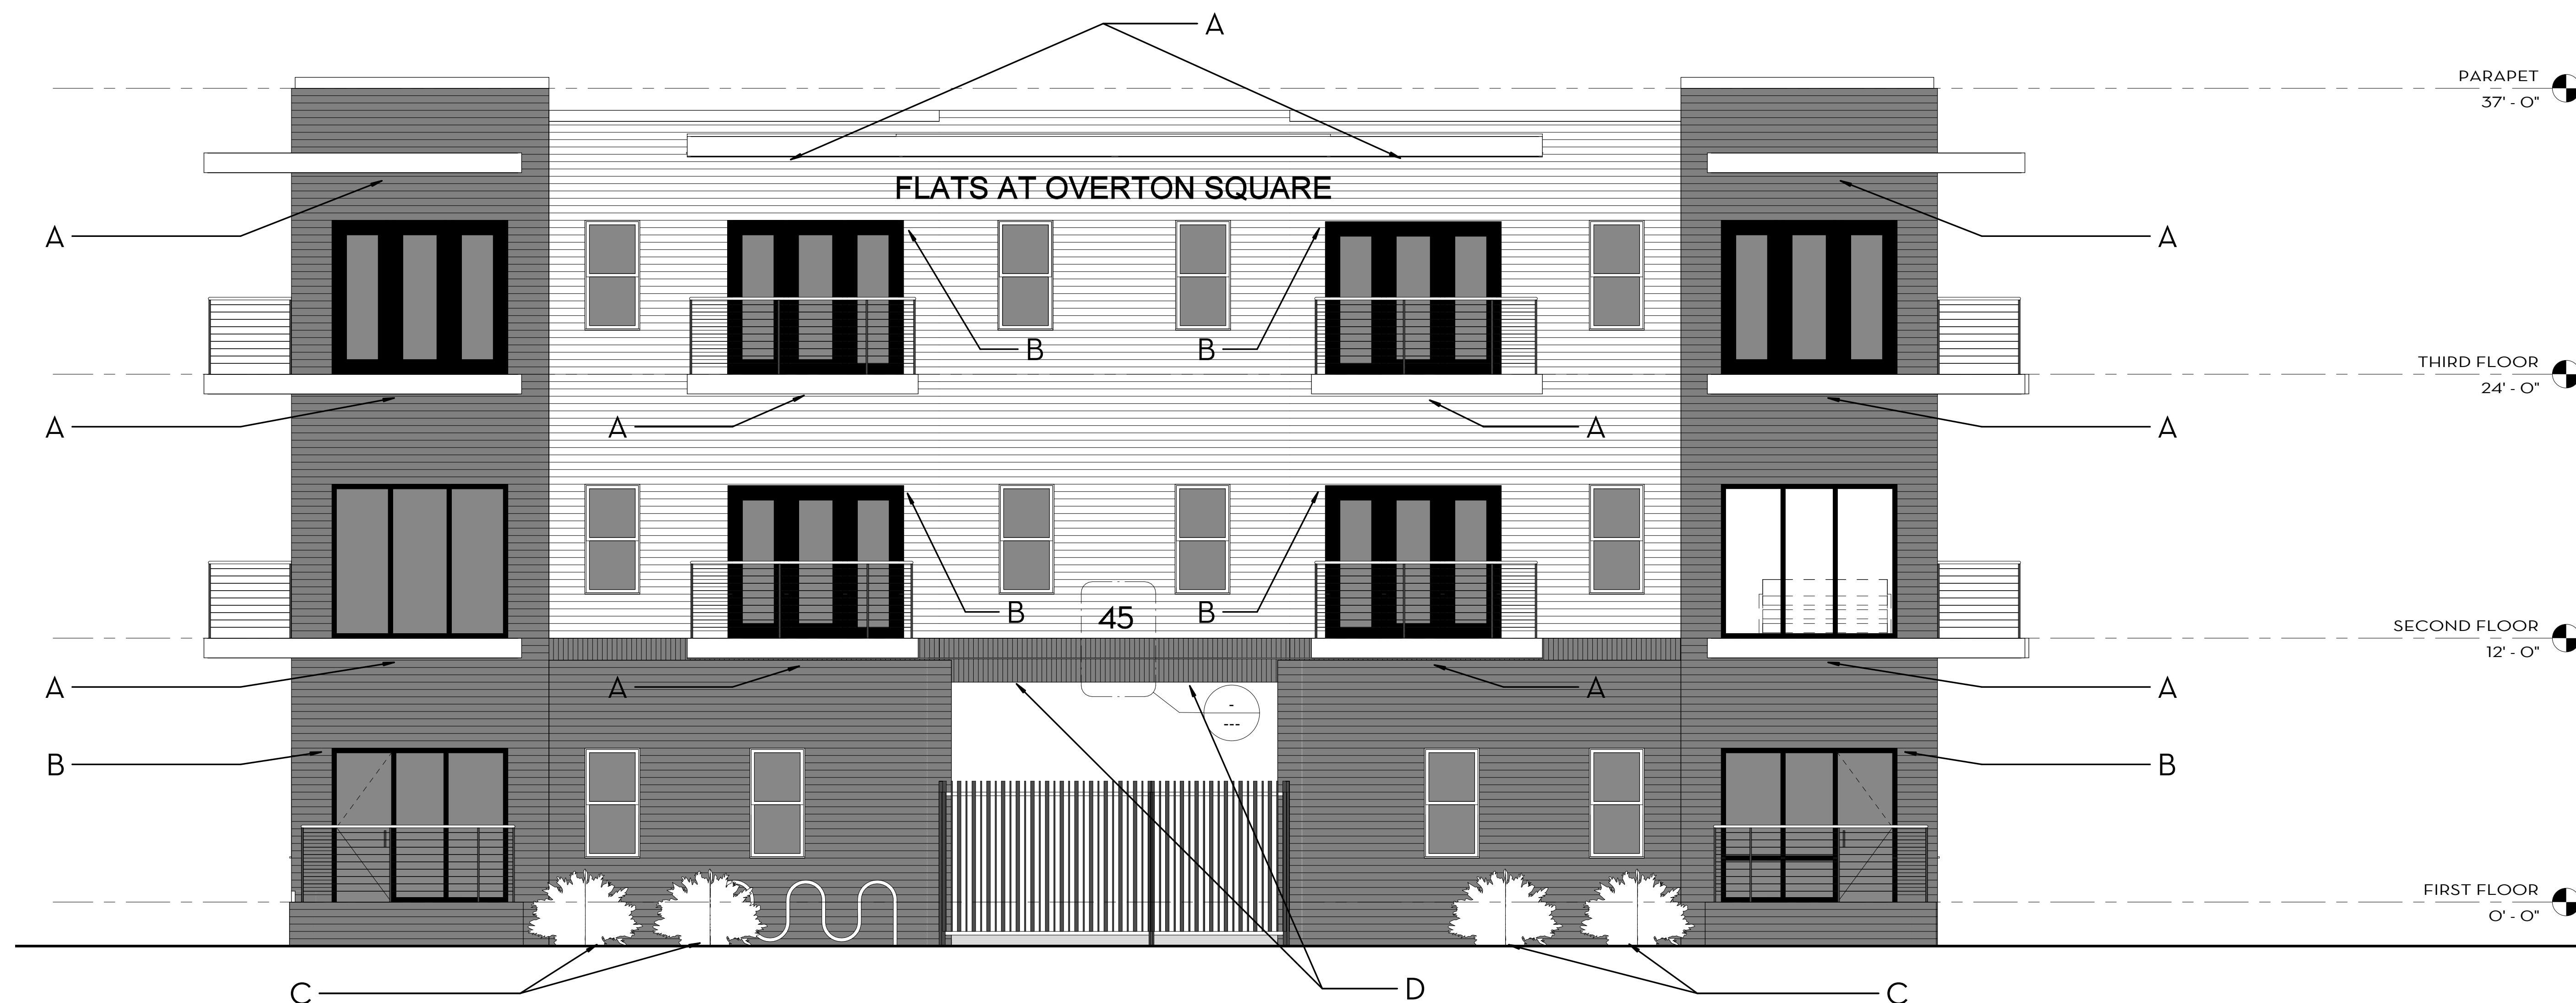 A
PARAPET
37' - 0"
FLATS AT OVERTON SQUARE
A
A
B
B
THIRD FLOOR
24' - 0"
A
A
A
A
B
B
45
SECOND FLOOR
12' - 0"
A
A
A
A
-
---
B
B
FIRST FLOOR
0' - 0"
C
D
C